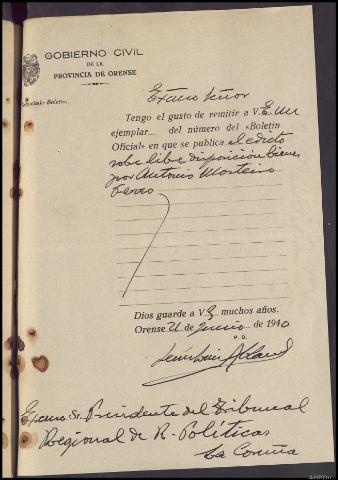 GOBIERNO CIVIL
DE LA
PROVINCIA DE ORENSE
Excmo Señor
Tengo el gusto de remitir a V. E. un
ejemplar del número del «Boletín
Oficial» en que se publica el edicto
sobre libre disposición bienes
por Antonio Monteiro
Dios guarde a V. E. muchos años.
Orense 21 de Junio de 1940
P. D.
Excmo Sr. Presidente del Tribunal
Regional de R. Políticas
La Coruña